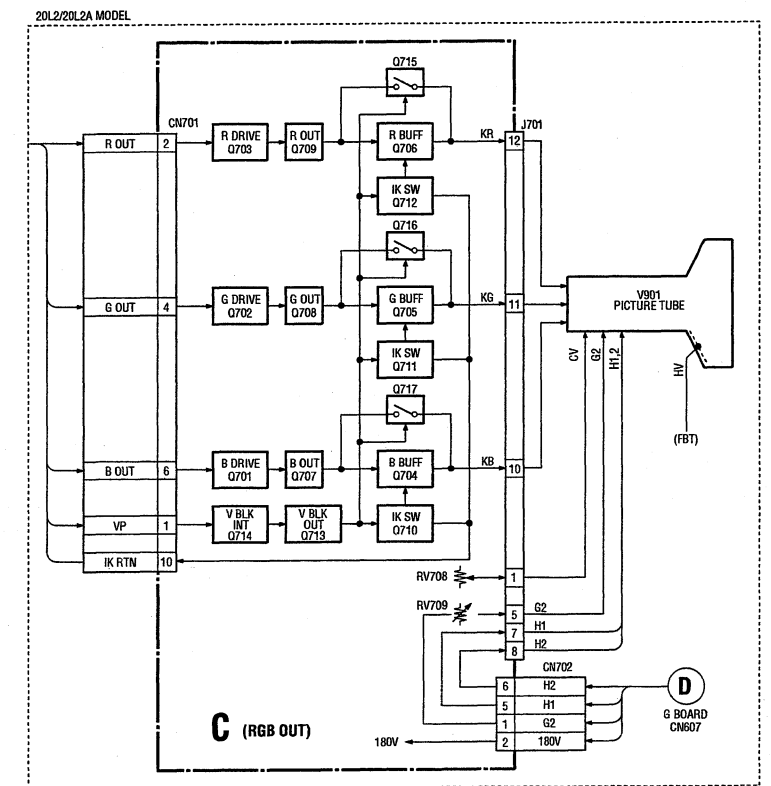 20L2/20L2A MODEL
CN701
R OUT 2
R DRIVE
Q703
R OUT
Q709
Q715
R BUFF
Q706
IK SW
Q712
KR
J701
12
G OUT 4
G DRIVE
Q702
G OUT
Q708
Q716
G BUFF
Q705
IK SW
Q711
KG
11
V901
PICTURE TUBE
CV
G2
H1,2
HV
(FBT)
B OUT 6
B DRIVE
Q701
B OUT
Q707
Q717
B BUFF
Q704
KB
10
VP 1
V BLK
INT
Q714
V BLK
OUT
Q713
IK SW
Q710
IK RTN 10
RV708
1
RV709
5 G2
7 H1
8 H2
CN702
6 H2
5 H1
1 G2
2 180V
180V
D
G BOARD
CN607
C (RGB OUT)